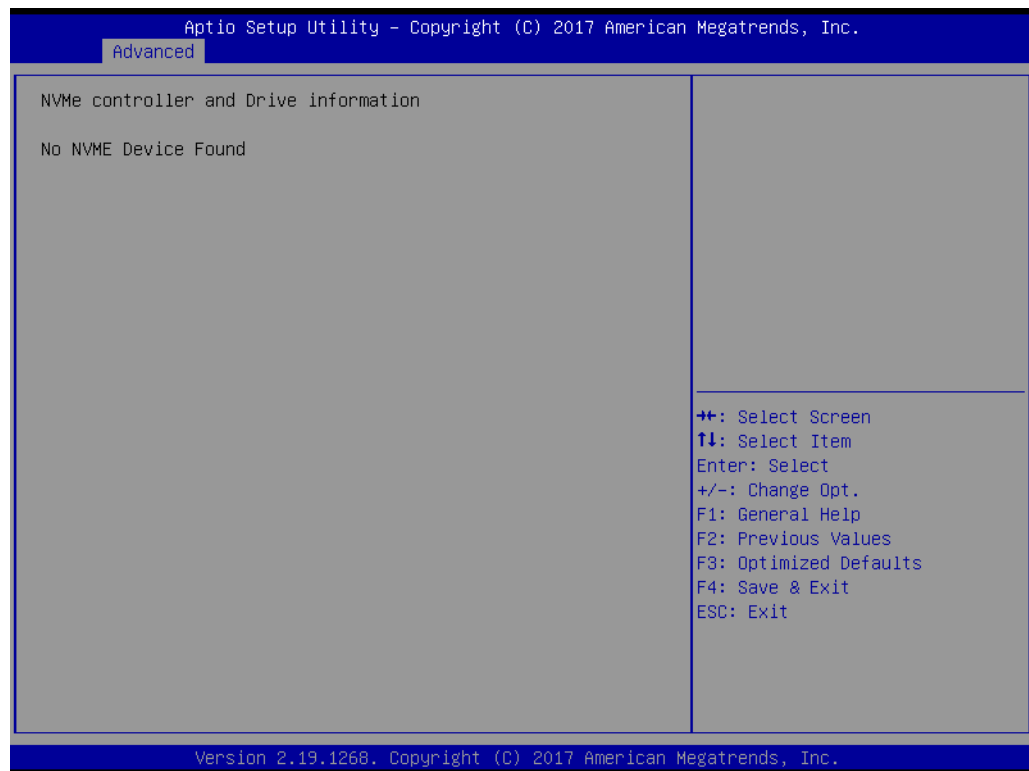 Aptio Setup Utility – Copyright (C) 2017 American Megatrends, Inc.
Advanced
NVMe controller and Drive information
No NVME Device Found
→←: Select Screen
↑↓: Select Item
Enter: Select
+/-: Change Opt.
F1: General Help
F2: Previous Values
F3: Optimized Defaults
F4: Save & Exit
ESC: Exit
Version 2.19.1268. Copyright (C) 2017 American Megatrends, Inc.